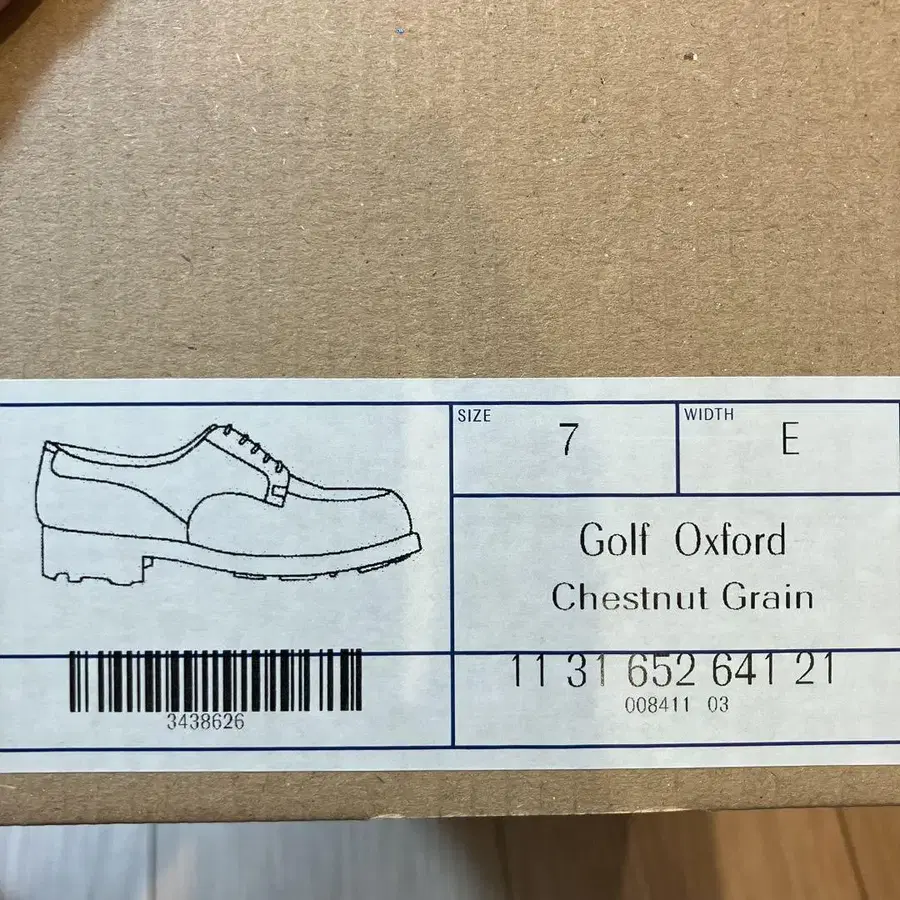 SIZE
7
WIDTH
E
Golf Oxford
Chestnut Grain
11 31 652 641 21
008411 03
3438626